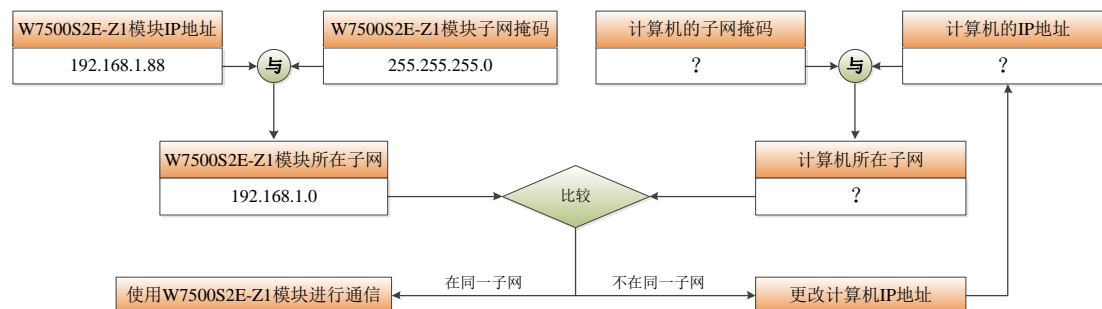 W7500S2E-Z1模块IP地址
192.168.1.88
与
W7500S2E-Z1模块子网掩码
255.255.255.0
计算机的子网掩码
？
与
计算机的IP地址
？
W7500S2E-Z1模块所在子网
192.168.1.0
比较
计算机所在子网
？
在同一子网
不在同一子网
使用W7500S2E-Z1模块进行通信
更改计算机IP地址